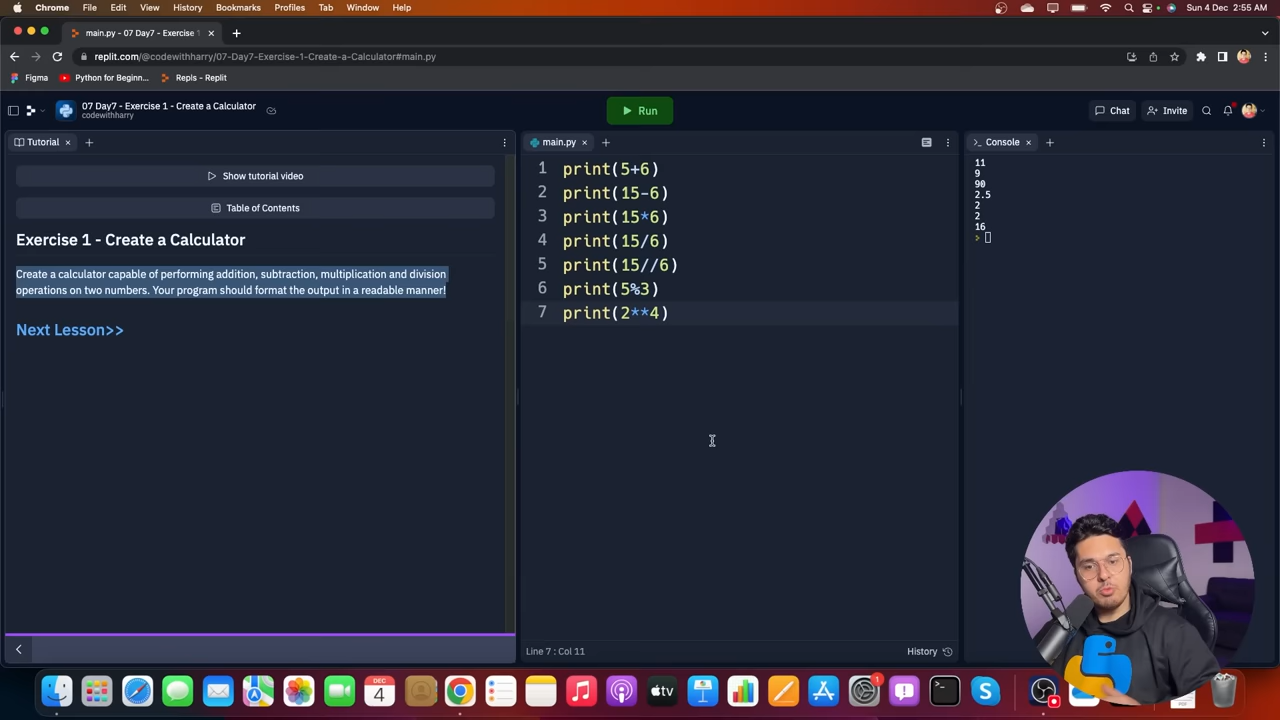 Chrome File Edit View History Bookmarks Profiles Tab Window Help Sun 4 Dec 2:55 AM
main.py - 07 Day7 - Exercise 1
replit.com/@codewithharry/07-Day7-Exercise-1-Create-a-Calculator#main.py
Figma Python for Beginn... Repls - Replit
07 Day7 - Exercise 1 - Create a Calculator
codewithharry
Run
Chat Invite
Tutorial
Show tutorial video
Table of Contents
Exercise 1 - Create a Calculator
Create a calculator capable of performing addition, subtraction, multiplication and division
operations on two numbers. Your program should format the output in a readable manner!
Next Lesson>>
main.py
1 print(5+6)
2 print(15-6)
3 print(15*6)
4 print(15/6)
5 print(15//6)
6 print(5%3)
7 print(2**4)
Line 7 : Col 11
History
Console
11
9
90
2.5
2
2
16
>
DEC
4
tv
1